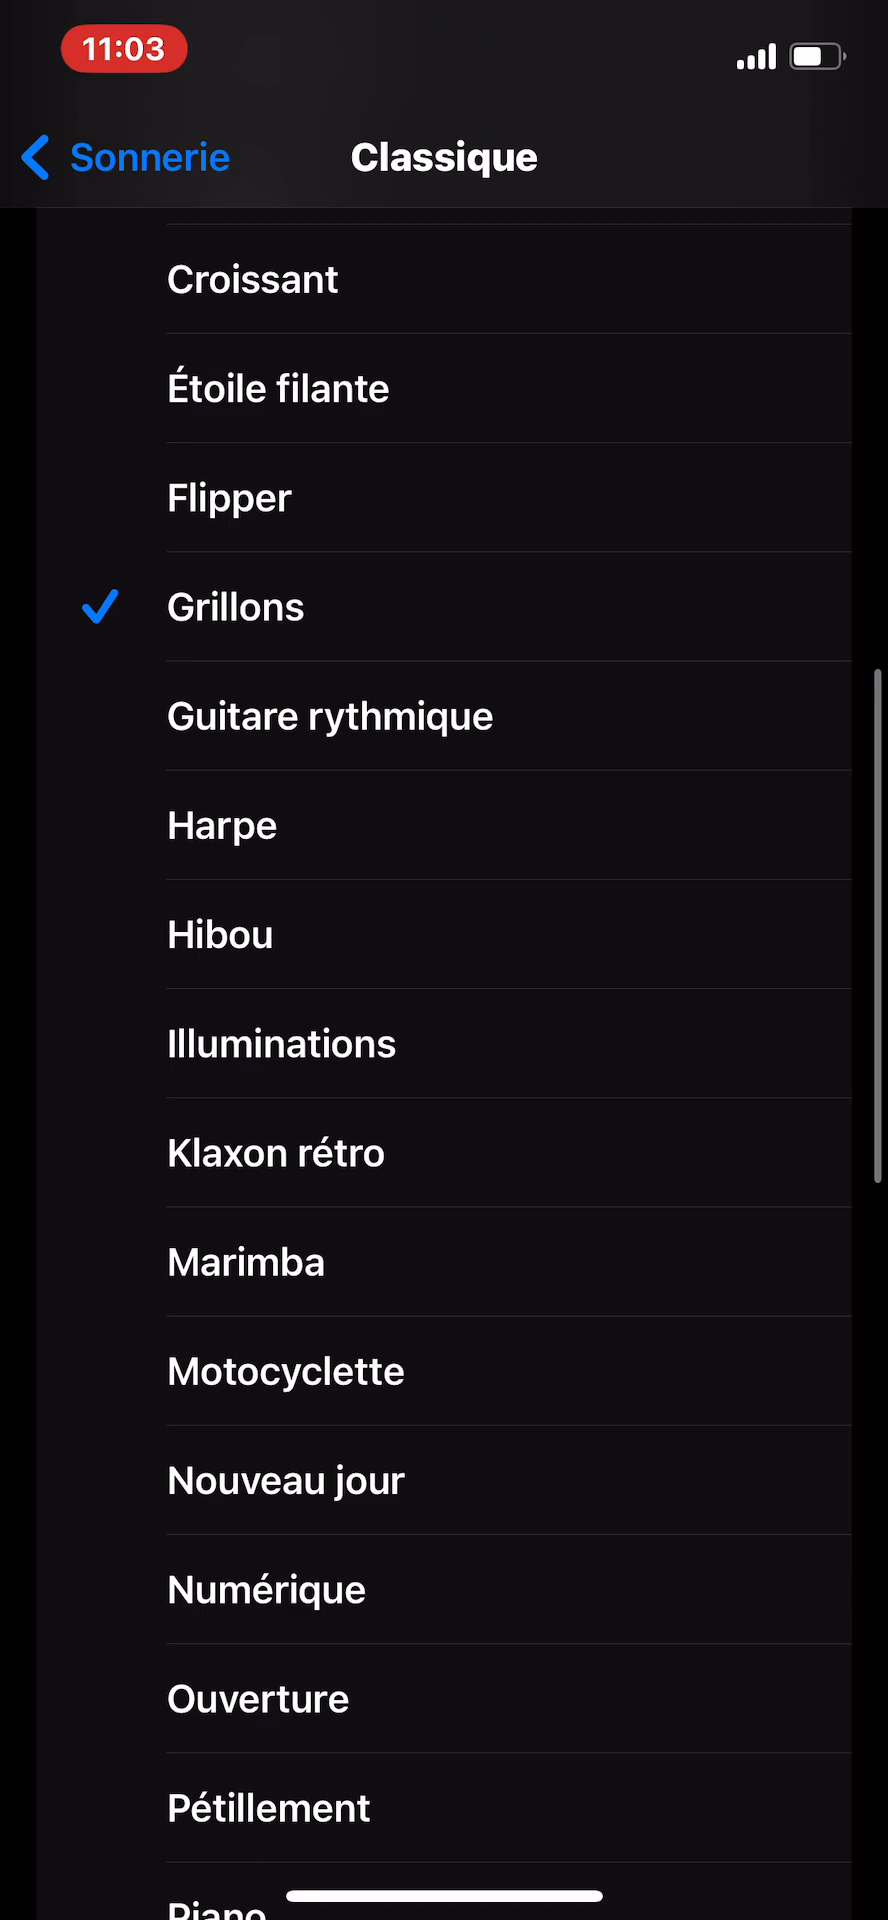 11:03
Sonnerie
Classique
Croissant
Étoile filante
Flipper
Grillons
Guitare rythmique
Harpe
Hibou
Illuminations
Klaxon rétro
Marimba
Motocyclette
Nouveau jour
Numérique
Ouverture
Pétillement
Piano